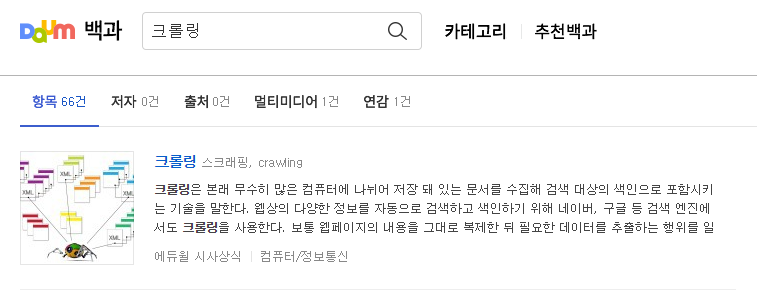 Daum 백과 크롤링 카테고리 추천백과
항목 66건 저자 0건 출처 0건 멀티미디어 1건 연감 1건
크롤링 스크래핑, crawling
크롤링은 본래 무수히 많은 컴퓨터에 나뉘어 저장 돼 있는 문서를 수집해 검색 대상의 색인으로 포함시키
는 기술을 말한다. 웹상의 다양한 정보를 자동으로 검색하고 색인하기 위해 네이버, 구글 등 검색 엔진에
서도 크롤링을 사용한다. 보통 웹페이지의 내용을 그대로 복제한 뒤 필요한 데이터를 추출하는 행위를 일
에듀윌 시사상식 컴퓨터/정보통신
XML
XML
XML
XML